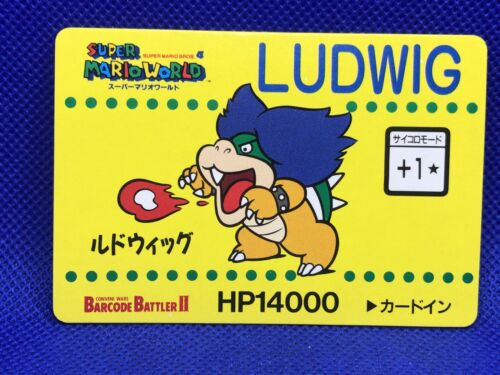 SUPER MARIO BROS. 4
SUPER
MARIO WORLD
スーパーマリオワールド
LUDWIG
サイコロモード
+1★
ルドウィッグ
CONVENI WARS
BARCODE BATTLER II
HP14000
▶カードイン